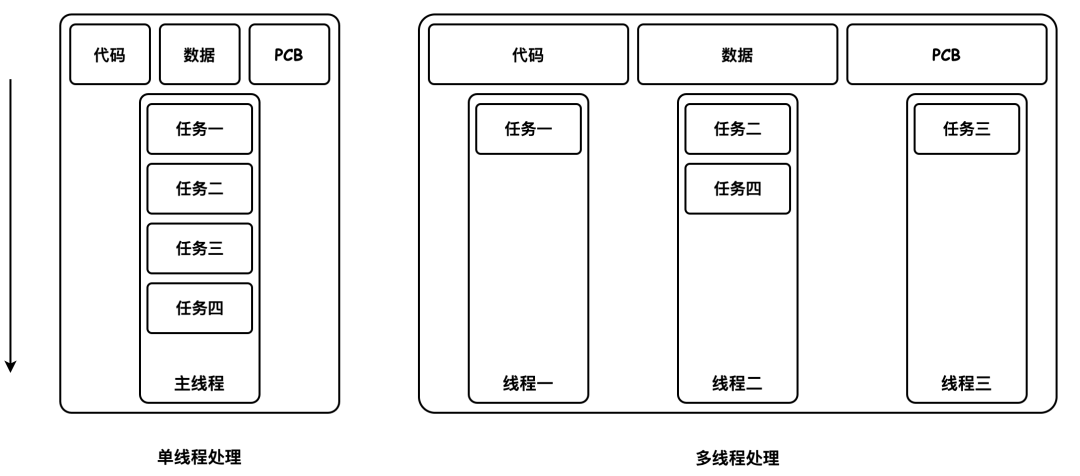 代码
数据
PCB
任务一
任务二
任务三
任务四
主线程
单线程处理
代码
数据
PCB
任务一
任务二
任务三
任务四
线程一
线程二
线程三
多线程处理